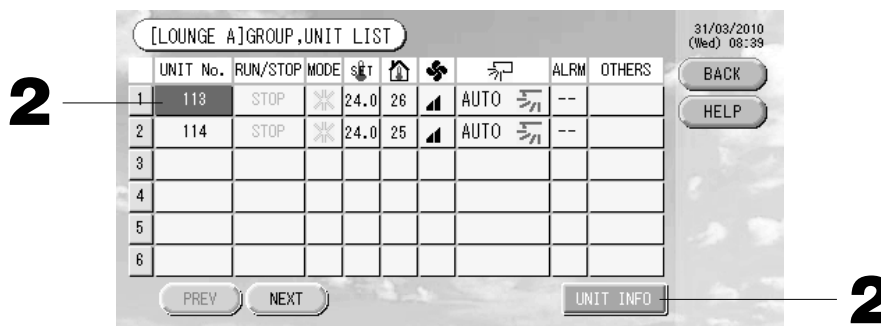 [LOUNGE A]GROUP,UNIT LIST
31/03/2010
(Wed) 08:39
UNIT No. RUN/STOP MODE SET ALRM OTHERS
BACK
2
1 113 STOP 24.0 26 AUTO --
HELP
2 114 STOP 24.0 25 AUTO --
3
4
5
6
PREV NEXT UNIT INFO
2